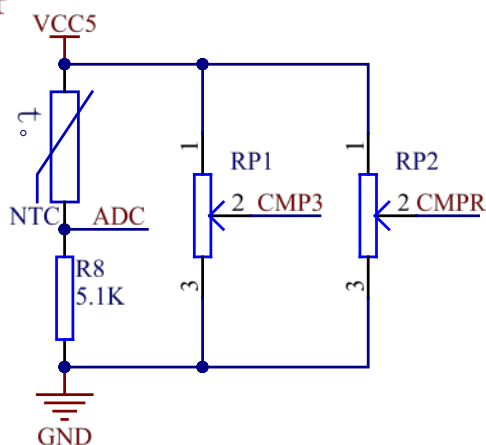 VCC5
t°
NTC
ADC
R8
5.1K
GND
1
RP1
2
CMP3
3
1
RP2
2
CMPR
3